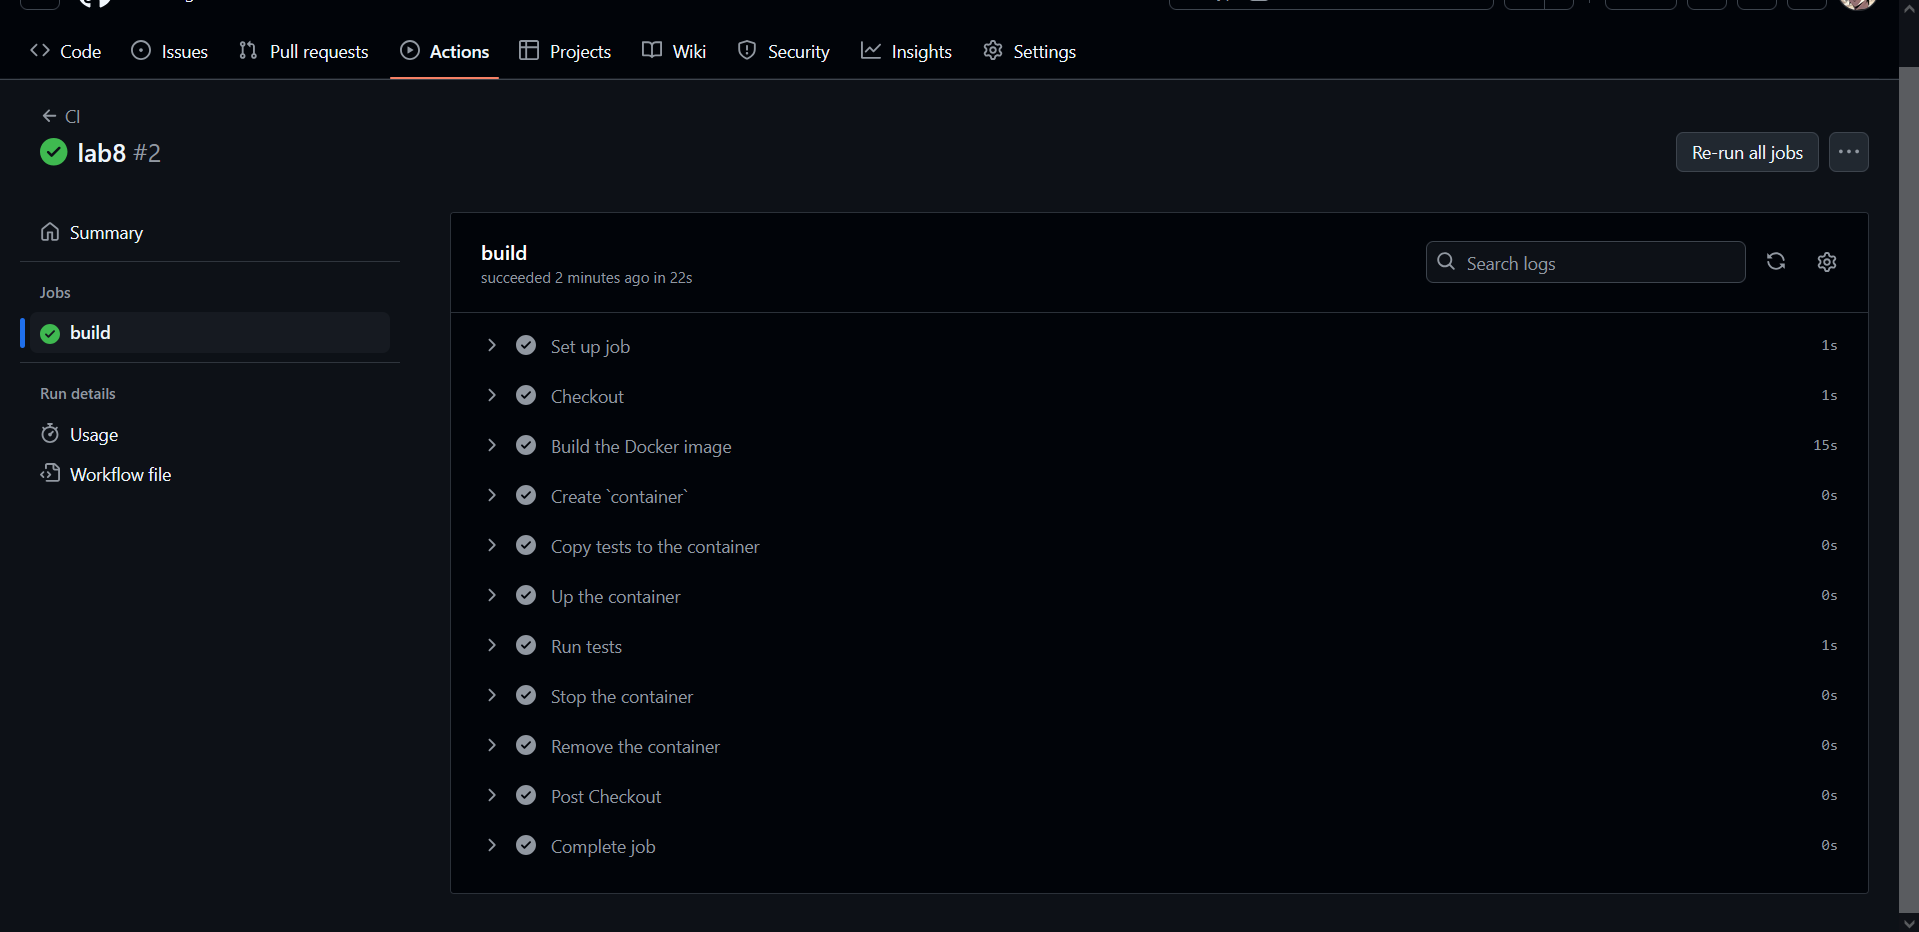 Code Issues Pull requests Actions Projects Wiki Security Insights Settings
CI
lab8 #2
Re-run all jobs
Summary
Jobs
build
Run details
Usage
Workflow file
build
succeeded 2 minutes ago in 22s
Search logs
Set up job 1s
Checkout 1s
Build the Docker image 15s
Create `container` 0s
Copy tests to the container 0s
Up the container 0s
Run tests 1s
Stop the container 0s
Remove the container 0s
Post Checkout 0s
Complete job 0s